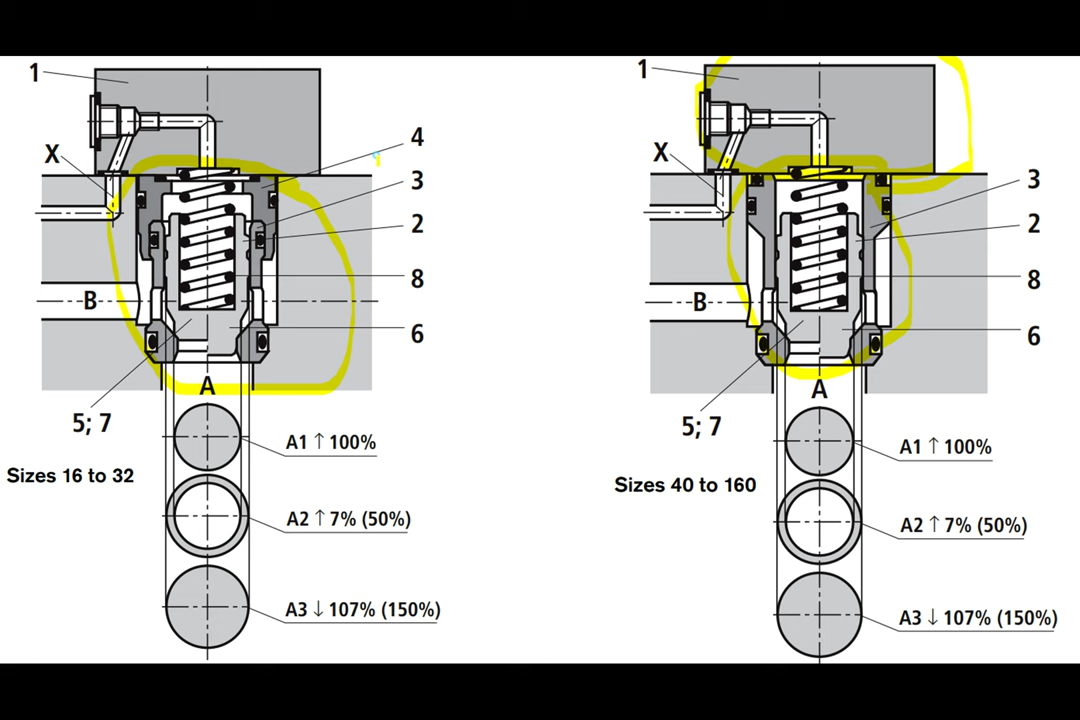 1
4
X
3
2
B
8
6
A
5; 7
A1 ↑ 100%
Sizes 16 to 32
A2 ↑ 7% (50%)
A3 ↓ 107% (150%)
1
X
3
2
B
8
6
A
5; 7
A1 ↑ 100%
Sizes 40 to 160
A2 ↑ 7% (50%)
A3 ↓ 107% (150%)